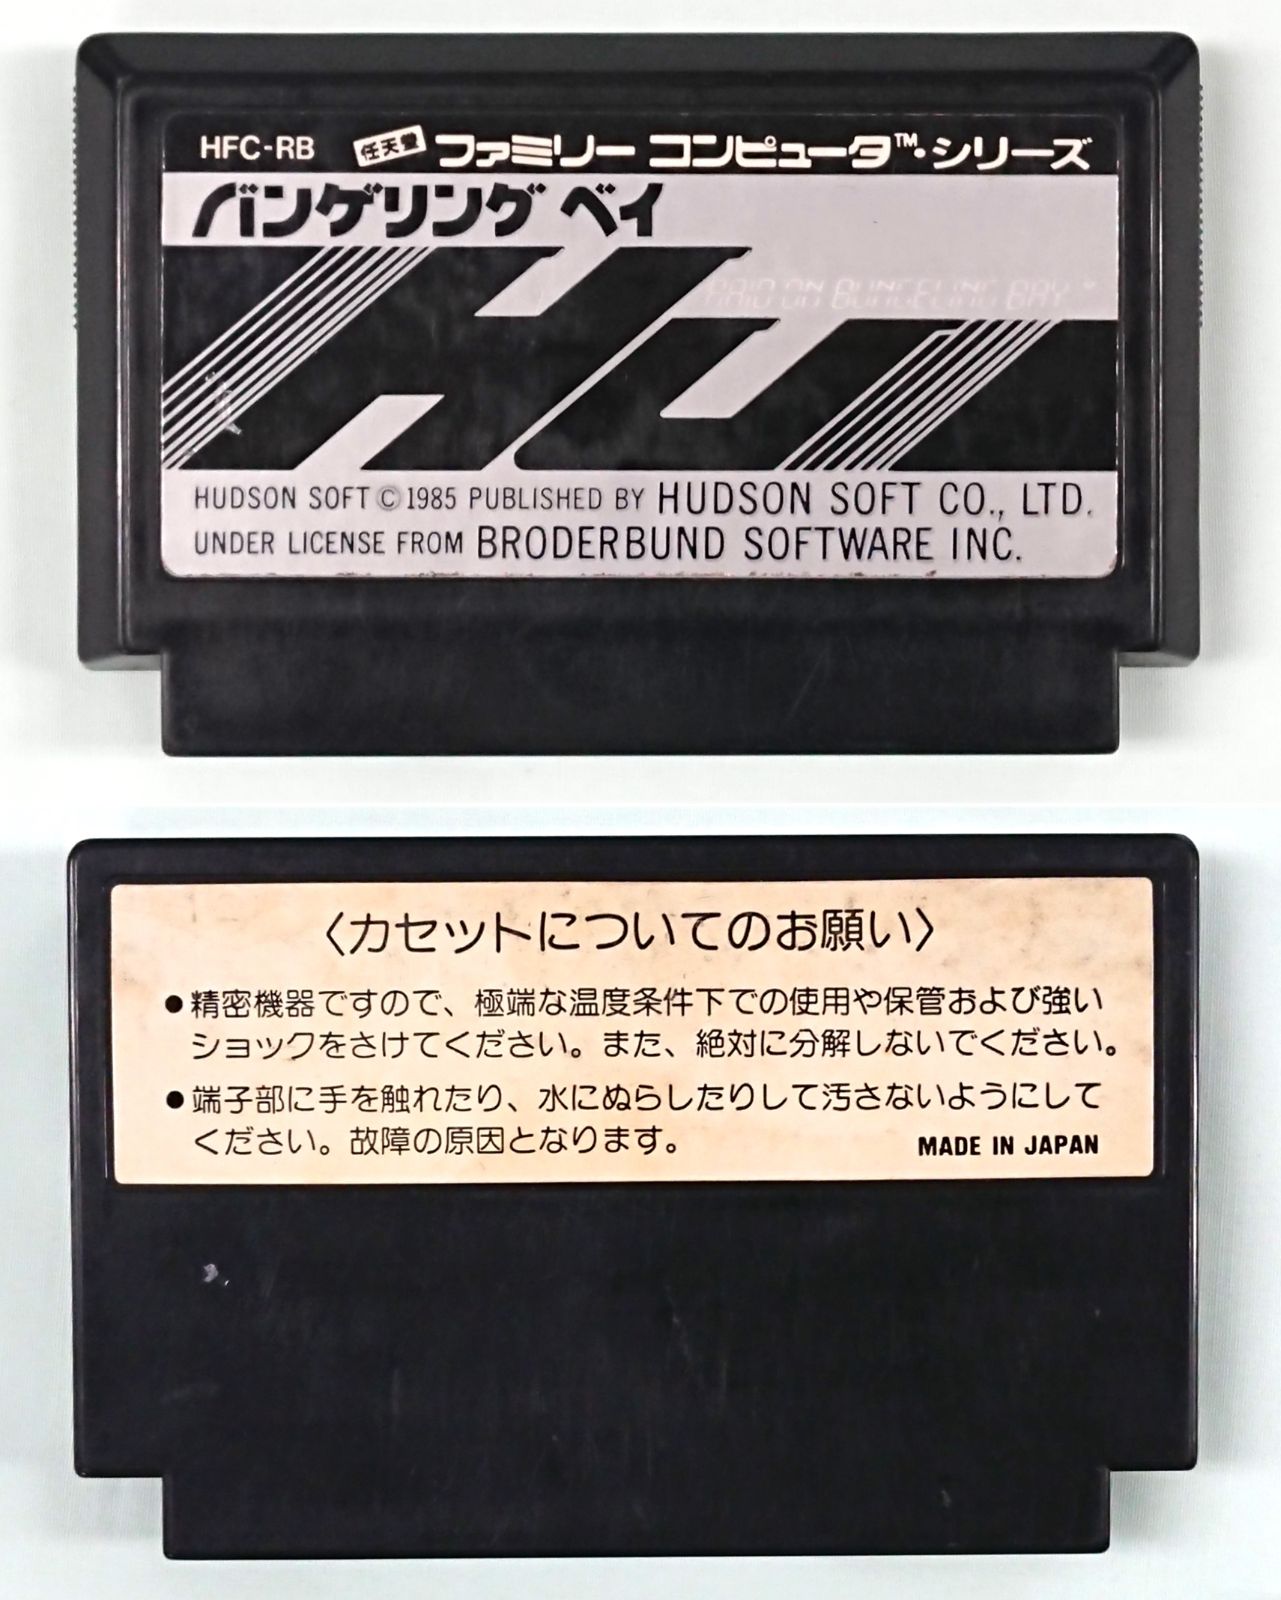 HFC-RB 任天堂 ファミリー コンピュータ™・シリーズ
バンゲリング ベイ
RAID ON BUNGELING BAY
HUDSON SOFT © 1985 PUBLISHED BY HUDSON SOFT CO., LTD.
UNDER LICENSE FROM BRODERBUND SOFTWARE INC.
〈カセットについてのお願い〉
●精密機器ですので、極端な温度条件下での使用や保管および強い
ショックをさけてください。また、絶対に分解しないでください。
●端子部に手を触れたり、水にぬらしたりして汚さないようにして
ください。故障の原因となります。 MADE IN JAPAN